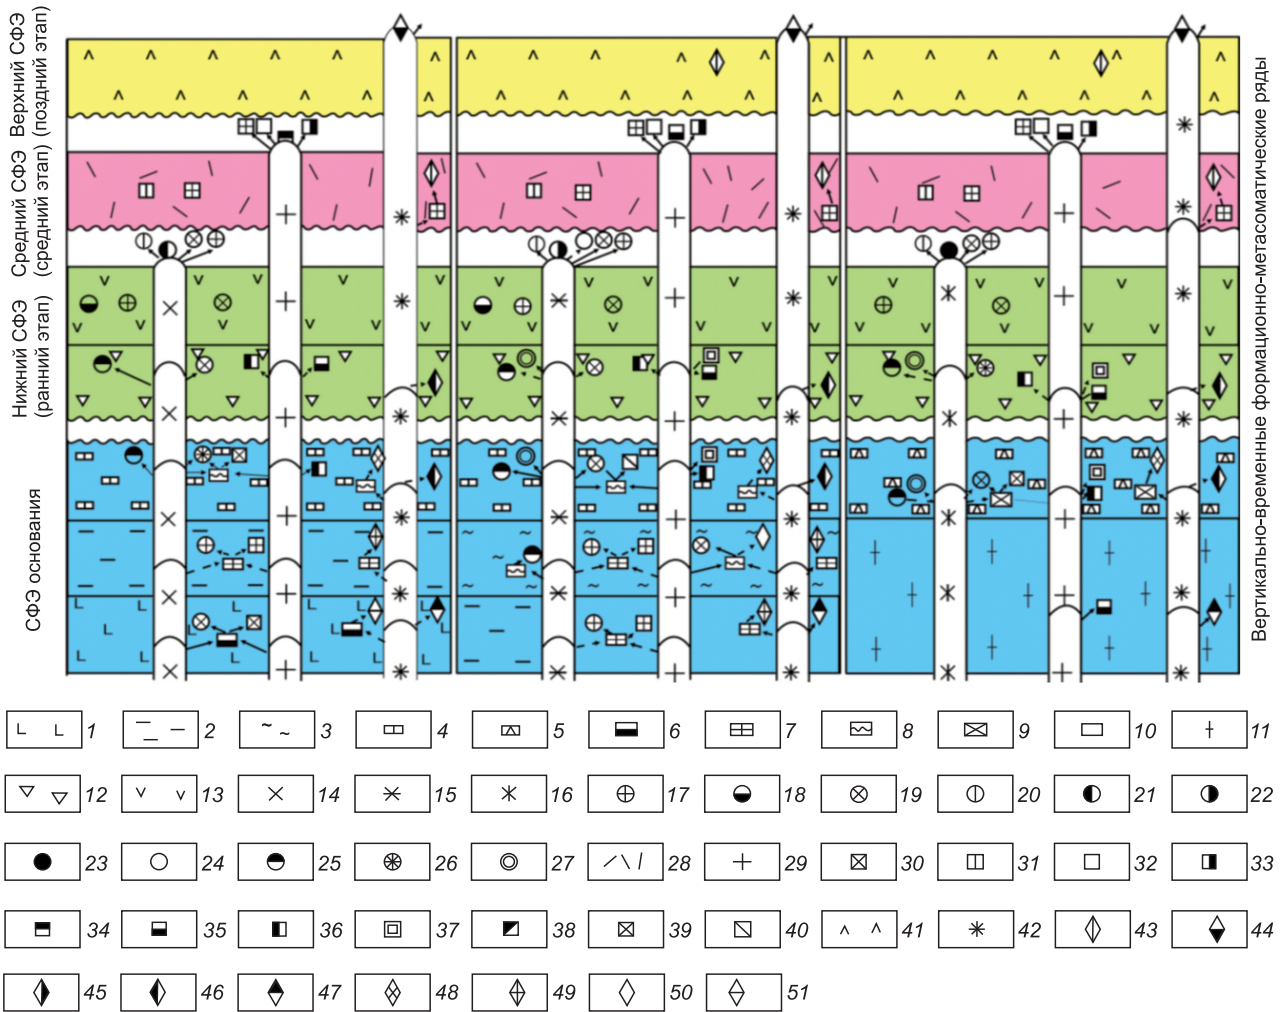 Верхний СФЭ
(поздний этап)
Средний СФЭ
(средний этап)
Нижний СФЭ
(ранний этап)
СФЭ основания
Вертикально-временные формационно-метасоматические ряды
1 2 3 4 5 6 7 8 9 10 11
12 13 14 15 16 17 18 19 20 21 22
23 24 25 26 27 28 29 30 31 32 33
34 35 36 37 38 39 40 41 42 43 44
45 46 47 48 49 50 51